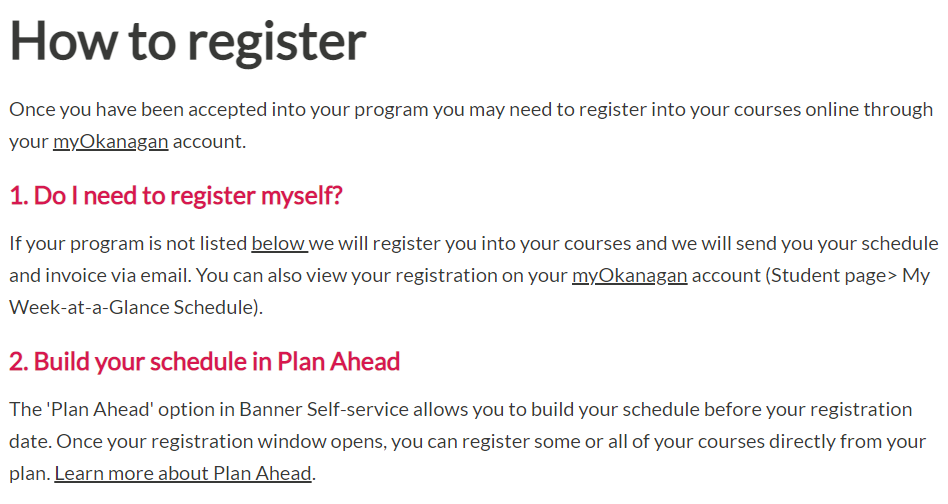 How to register
Once you have been accepted into your program you may need to register into your courses online through
your myOkanagan account.
1. Do I need to register myself?
If your program is not listed below we will register you into your courses and we will send you your schedule
and invoice via email. You can also view your registration on your myOkanagan account (Student page> My
Week-at-a-Glance Schedule).
2. Build your schedule in Plan Ahead
The 'Plan Ahead' option in Banner Self-service allows you to build your schedule before your registration
date. Once your registration window opens, you can register some or all of your courses directly from your
plan. Learn more about Plan Ahead.